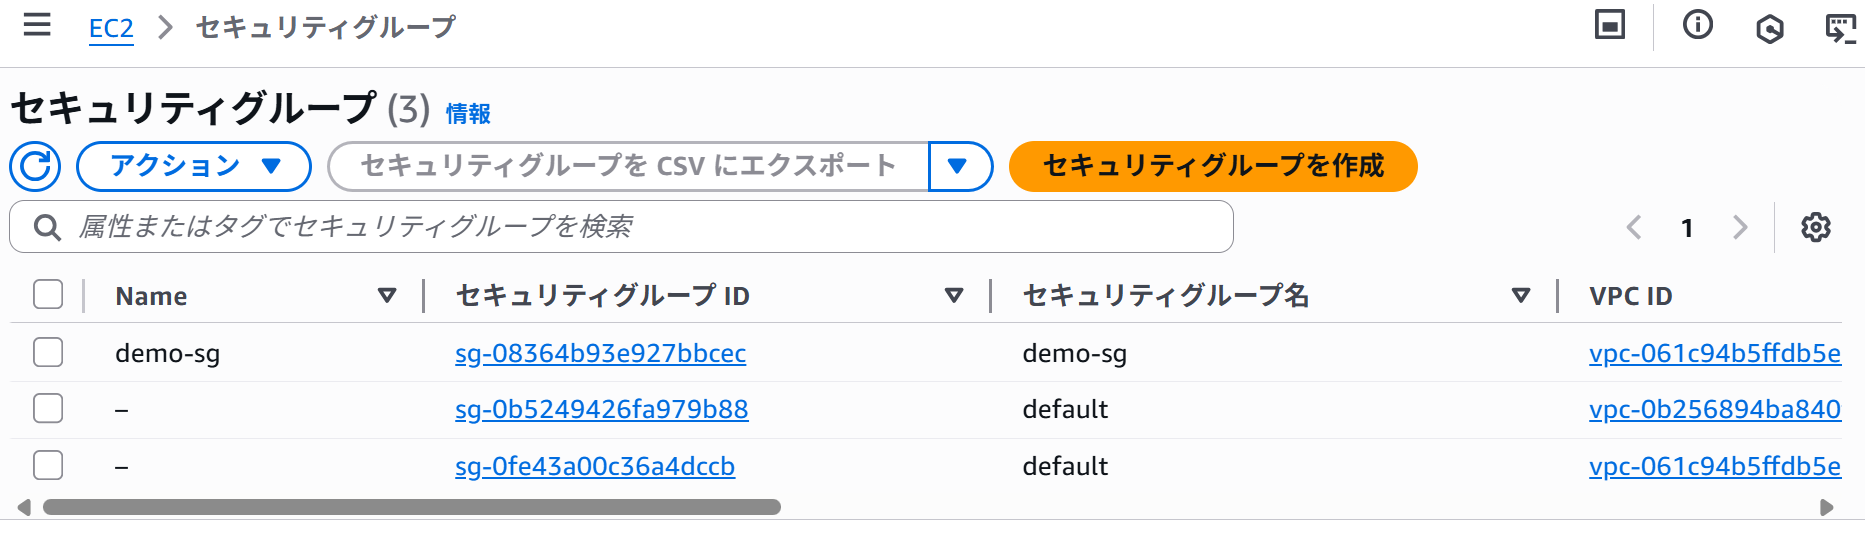 EC2 > セキュリティグループ
セキュリティグループ (3) 情報
アクション セキュリティグループを CSV にエクスポート セキュリティグループを作成
属性またはタグでセキュリティグループを検索 1
Name セキュリティグループ ID セキュリティグループ名 VPC ID
demo-sg sg-08364b93e927bbcec demo-sg vpc-061c94b5ffdb5e
– sg-0b5249426fa979b88 default vpc-0b256894ba840
– sg-0fe43a00c36a4dccb default vpc-061c94b5ffdb5e